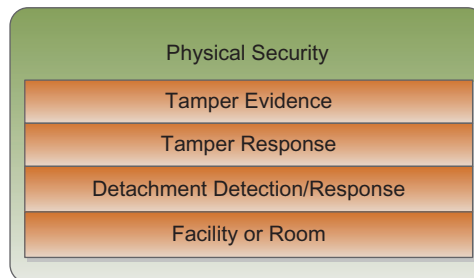 Physical Security
Tamper Evidence
Tamper Response
Detachment Detection/Response
Facility or Room